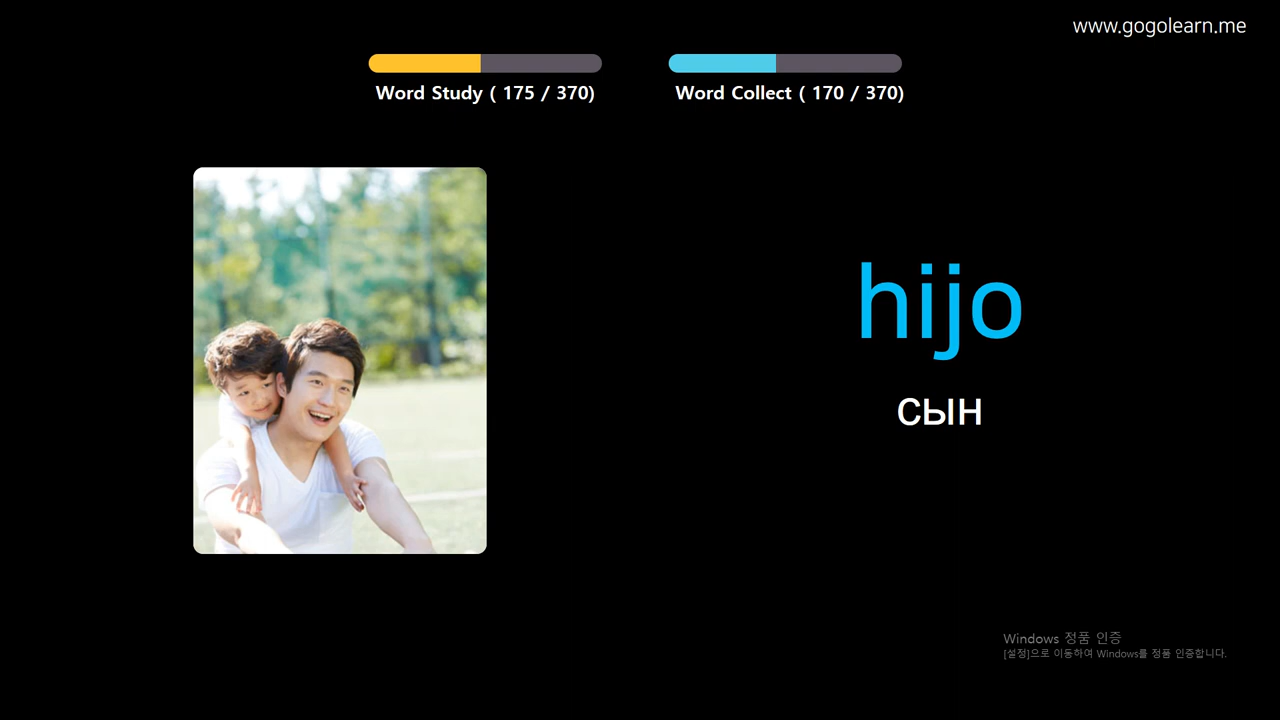 www.gogolearn.me
Word Study ( 175 / 370)
Word Collect ( 170 / 370)
hijo
сын
Windows 정품 인증
[설정]으로 이동하여 Windows를 정품 인증합니다.